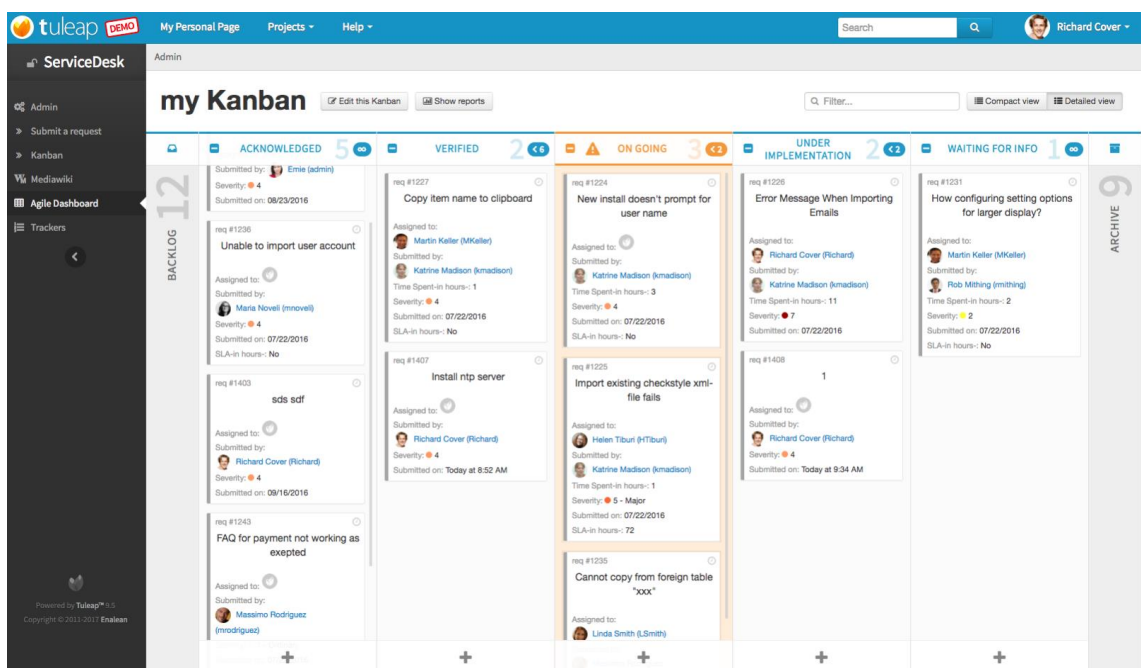 tuleap DEMO My Personal Page Projects Help Search Richard Cover
ServiceDesk
Admin
Admin
Submit a request
Kanban
Mediawiki
Agile Dashboard
Trackers
Powered by Tuleap™ 9.5
Copyright © 2011-2017 Enalean
my Kanban Edit this Kanban Show reports Filter... Compact view Detailed view
12
BACKLOG
ACKNOWLEDGED 5 ∞
Submitted by: Emie (admin)
Severity: 4
Submitted on: 08/23/2016
req #1236
Unable to import user account
Assigned to:
Submitted by:
Maria Noveli (mnoveli)
Severity: 4
Submitted on: 07/22/2016
SLA-in hours-: No
req #1403
sds sdf
Assigned to:
Submitted by:
Richard Cover (Richard)
Severity: 4
Submitted on: 09/16/2016
req #1243
FAQ for payment not working as
exepted
Assigned to:
Submitted by:
Massimo Rodriguez
(mrodriguez)
+
VERIFIED 2 <6
req #1227
Copy item name to clipboard
Assigned to:
Martin Keller (MKeller)
Submitted by:
Katrine Madison (kmadison)
Time Spent-in hours-: 1
Severity: 4
Submitted on: 07/22/2016
SLA-in hours-: No
req #1407
Install ntp server
Assigned to:
Submitted by:
Richard Cover (Richard)
Severity: 4
Submitted on: Today at 8:52 AM
+
ON GOING 3 <2
req #1224
New install doesn't prompt for
user name
Assigned to:
Submitted by:
Katrine Madison (kmadison)
Time Spent-in hours-: 3
Severity: 4
Submitted on: 07/22/2016
SLA-in hours-: No
req #1225
Import existing checkstyle xml-
file fails
Assigned to:
Helen Tiburi (HTiburi)
Submitted by:
Katrine Madison (kmadison)
Time Spent-in hours-: 1
Severity: 5 - Major
Submitted on: 07/22/2016
SLA-in hours-: 72
req #1235
Cannot copy from foreign table
"xxx"
Assigned to:
Linda Smith (LSmith)
+
UNDER
IMPLEMENTATION 2 <2
req #1226
Error Message When Importing
Emails
Assigned to:
Richard Cover (Richard)
Submitted by:
Katrine Madison (kmadison)
Time Spent-in hours-: 11
Severity: 7
Submitted on: 07/22/2016
req #1408
1
Assigned to:
Submitted by:
Richard Cover (Richard)
Severity: 4
Submitted on: Today at 9:34 AM
+
WAITING FOR INFO 1 ∞
req #1231
How configuring setting options
for larger display?
Assigned to:
Martin Keller (MKeller)
Submitted by:
Rob Mithing (rmithing)
Time Spent-in hours-: 2
Severity: 2
Submitted on: 07/22/2016
SLA-in hours-: No
+
9
ARCHIVE